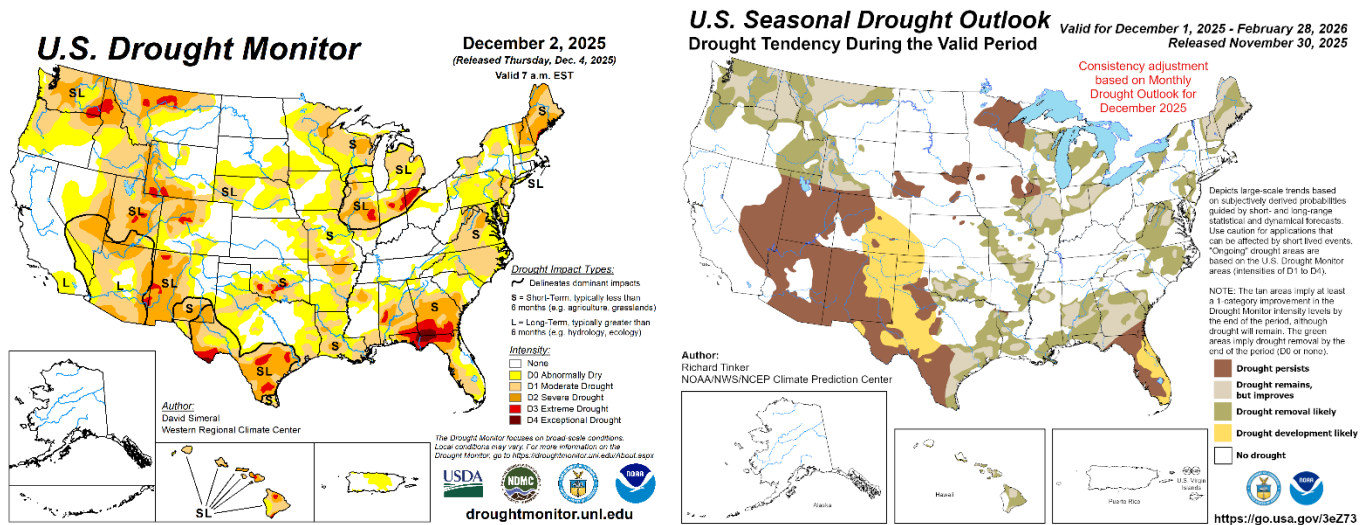 U.S. Drought Monitor
December 2, 2025
(Released Thursday, Dec. 4, 2025)
Valid 7 a.m. EST
SL
S
S
SL
SL
SL
SL
SL
S
S
L
L
SL
S
S
S
S
SL
S
S
Drought Impact Types:
Delineates dominant impacts
S = Short-Term, typically less than
6 months (e.g. agriculture, grasslands)
L = Long-Term, typically greater than
6 months (e.g. hydrology, ecology)
Intensity:
None
D0 Abnormally Dry
D1 Moderate Drought
D2 Severe Drought
D3 Extreme Drought
D4 Exceptional Drought
Author:
David Simeral
Western Regional Climate Center
SL
The Drought Monitor focuses on broad-scale conditions.
Local conditions may vary. For more information on the
Drought Monitor, go to https://droughtmonitor.unl.edu/About.aspx
USDA
NDMC
NOAA
droughtmonitor.unl.edu
U.S. Seasonal Drought Outlook
Drought Tendency During the Valid Period
Valid for December 1, 2025 - February 28, 2026
Released November 30, 2025
Consistency adjustment
based on Monthly
Drought Outlook for
December 2025
Depicts large-scale trends based
on subjectively derived probabilities
guided by short- and long-range
statistical and dynamical forecasts.
Use caution for applications that
can be affected by short lived events.
"Ongoing" drought areas are
based on the U.S. Drought Monitor
areas (intensities of D1 to D4).
NOTE: The tan areas imply at least
a 1-category improvement in the
Drought Monitor intensity levels by
the end of the period, although
drought will remain. The green
areas imply drought removal by the
end of the period (D0 or none).
Drought persists
Drought remains,
but improves
Drought removal likely
Drought development likely
No drought
Author:
Richard Tinker
NOAA/NWS/NCEP Climate Prediction Center
Alaska
Hawaii
Puerto Rico
U.S. Virgin
Islands
NOAA
https://go.usa.gov/3eZ73